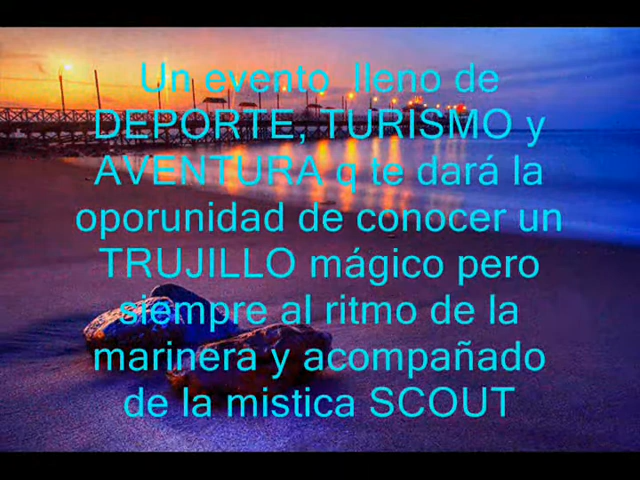 Un evento lleno de
DEPORTE, TURISMO y
AVENTURA q te dará la
oporunidad de conocer un
TRUJILLO mágico pero
siempre al ritmo de la
marinera y acompañado
de la mistica SCOUT